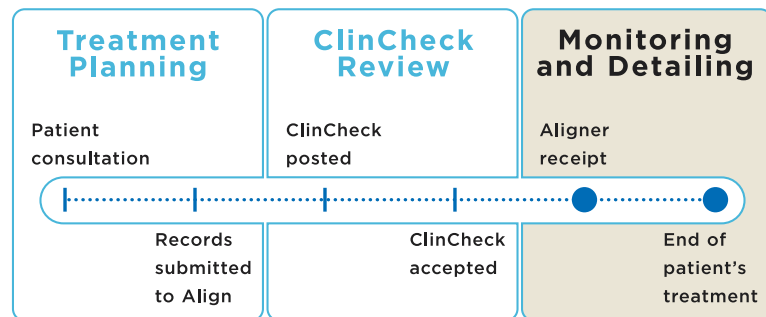 Treatment
Planning
ClinCheck
Review
Monitoring
and Detailing
Patient
consultation
ClinCheck
posted
Aligner
receipt
Records
submitted
to Align
ClinCheck
accepted
End of
patient’s
treatment